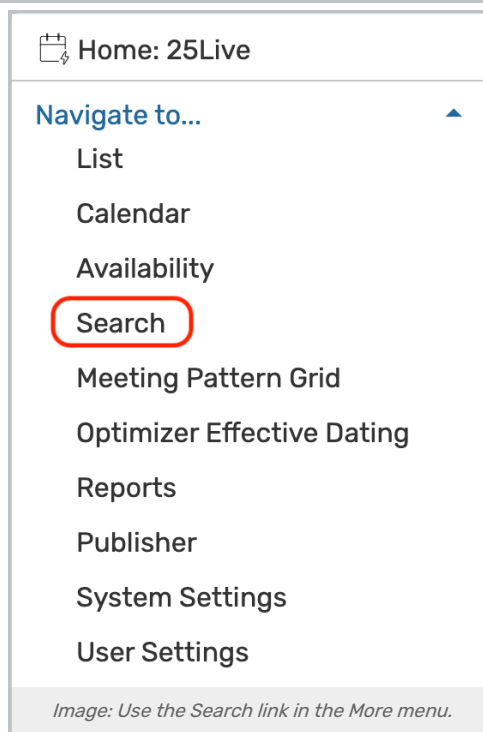 Home: 25Live
Navigate to...
List
Calendar
Availability
Search
Meeting Pattern Grid
Optimizer Effective Dating
Reports
Publisher
System Settings
User Settings
Image: Use the Search link in the More menu.